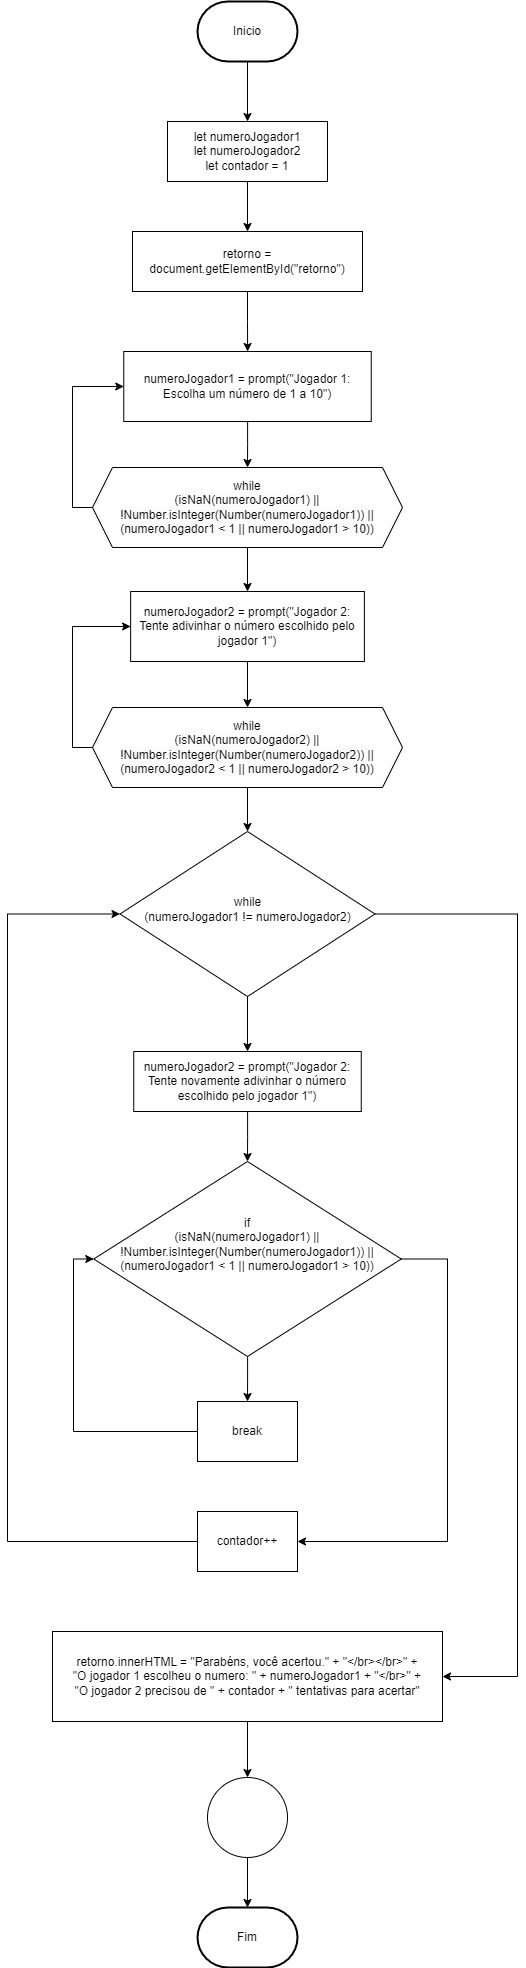 Inicio
let numeroJogador1
let numeroJogador2
let contador = 1
retorno =
document.getElementById("retorno")
numeroJogador1 = prompt("Jogador 1:
Escolha um número de 1 a 10")
while
(isNaN(numeroJogador1) ||
!Number.isInteger(Number(numeroJogador1)) ||
(numeroJogador1 < 1 || numeroJogador1 > 10))
numeroJogador2 = prompt("Jogador 2:
Tente adivinhar o número escolhido pelo
jogador 1")
while
(isNaN(numeroJogador2) ||
!Number.isInteger(Number(numeroJogador2)) ||
(numeroJogador2 < 1 || numeroJogador2 > 10))
while
(numeroJogador1 != numeroJogador2)
numeroJogador2 = prompt("Jogador 2:
Tente novamente adivinhar o número
escolhido pelo jogador 1")
if
(isNaN(numeroJogador1) ||
!Number.isInteger(Number(numeroJogador1)) ||
(numeroJogador1 < 1 || numeroJogador1 > 10))
break
contador++
retorno.innerHTML = "Parabéns, você acertou." + "</br></br>" +
"O jogador 1 escolheu o numero: " + numeroJogador1 + "</br>" +
"O jogador 2 precisou de " + contador + " tentativas para acertar"
Fim